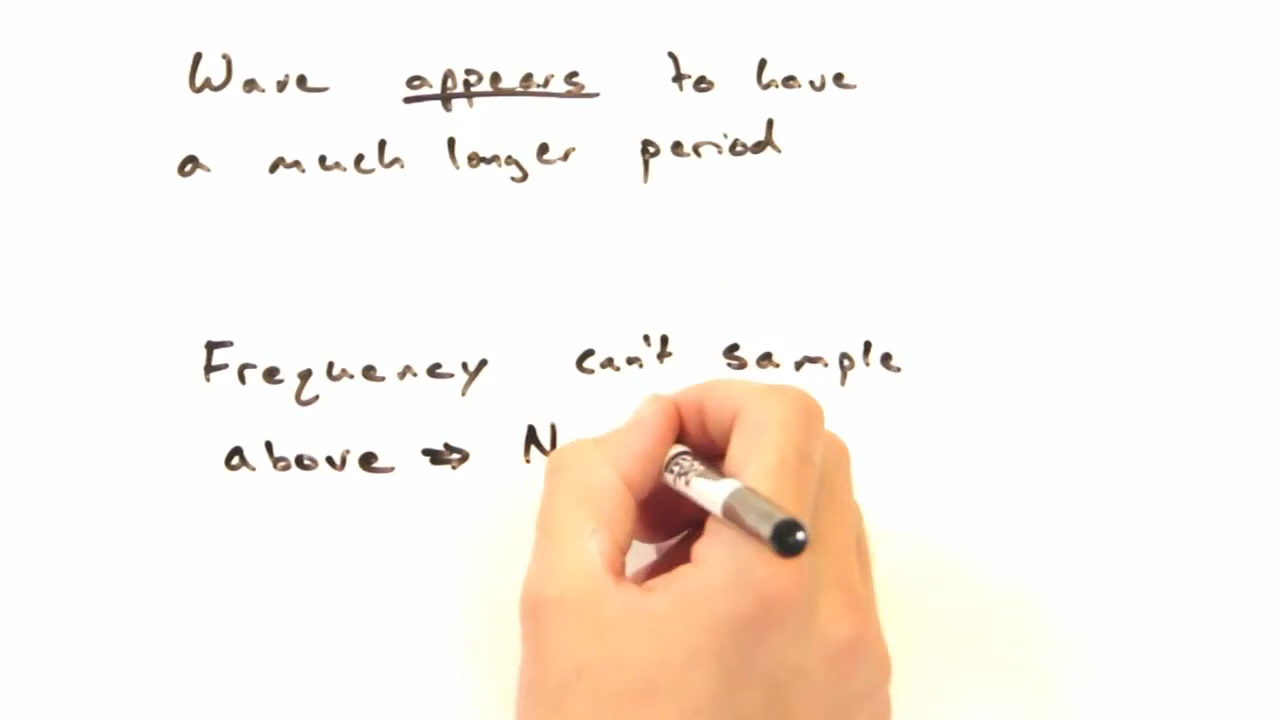 Wave appears to have
a much longer period
Frequency can't sample
above ⇒ N